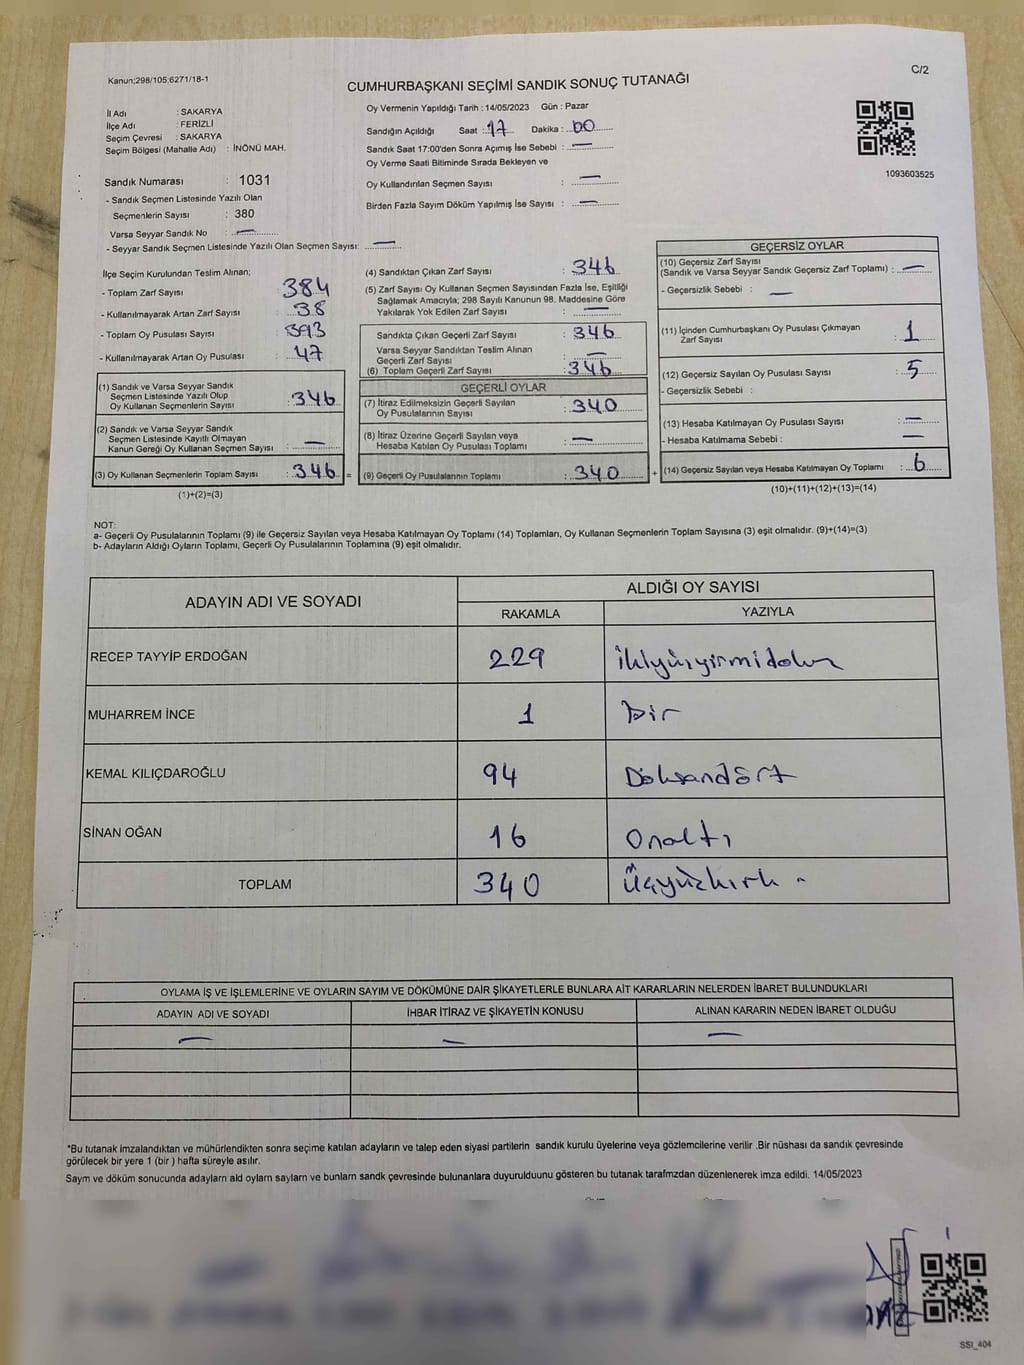 Kanun;298/105;6271/18-1
C/2
CUMHURBAŞKANI SEÇİMİ SANDIK SONUÇ TUTANAĞI
İl Adı : SAKARYA
İlçe Adı : FERİZLİ
Seçim Çevresi : SAKARYA
Seçim Bölgesi (Mahalle Adı) : İNÖNÜ MAH.
Sandık Numarası : 1031
- Sandık Seçmen Listesinde Yazılı Olan
Seçmenlerin Sayısı : 380
Varsa Seyyar Sandık No : —
- Seyyar Sandık Seçmen Listesinde Yazılı Olan Seçmen Sayısı: —
Oy Vermenin Yapıldığı Tarih : 14/05/2023 Gün : Pazar
Sandığın Açıldığı Saat : 17 Dakika : 00
Sandık Saat 17:00'den Sonra Açımış İse Sebebi : —
Oy Verme Saati Bitiminde Sırada Bekleyen ve
Oy Kullandırılan Seçmen Sayısı : —
Birden Fazla Sayım Döküm Yapılmış İse Sayısı : —
1093603525
İlçe Seçim Kurulundan Teslim Alınan;
- Toplam Zarf Sayısı : 384
- Kullanılmayarak Artan Zarf Sayısı : 38
- Toplam Oy Pusulası Sayısı : 393
- Kullanılmayarak Artan Oy Pusulası : 47
(1) Sandık ve Varsa Seyyar Sandık
Seçmen Listesinde Yazılı Olup
Oy Kullanan Seçmenlerin Sayısı : 346
(2) Sandık ve Varsa Seyyar Sandık
Seçmen Listesinde Kayıtlı Olmayan
Kanun Gereği Oy Kullanan Seçmen Sayısı : —
(3) Oy Kullanan Seçmenlerin Toplam Sayısı : 346 =
(1)+(2)=(3)
(4) Sandıktan Çıkan Zarf Sayısı : 346
(5) Zarf Sayısı Oy Kullanan Seçmen Sayısından Fazla İse, Eşitliği
Sağlamak Amacıyla; 298 Sayılı Kanunun 98. Maddesine Göre
Yakılarak Yok Edilen Zarf Sayısı : —
Sandıkta Çıkan Geçerli Zarf Sayısı : 346
Varsa Seyyar Sandıktan Teslim Alınan
Geçerli Zarf Sayısı : —
(6) Toplam Geçerli Zarf Sayısı : 346
GEÇERLİ OYLAR
(7) İtiraz Edilmeksizin Geçerli Sayılan
Oy Pusulalarının Sayısı : 340
(8) İtiraz Üzerine Geçerli Sayılan veya
Hesaba Katılan Oy Pusulası Toplamı : —
(9) Geçerli Oy Pusulalarının Toplamı : 340 +
GEÇERSİZ OYLAR
(10) Geçersiz Zarf Sayısı
(Sandık ve Varsa Seyyar Sandık Geçersiz Zarf Toplamı) : —
- Geçersizlik Sebebi : —
(11) İçinden Cumhurbaşkanı Oy Pusulası Çıkmayan
Zarf Sayısı : 1
(12) Geçersiz Sayılan Oy Pusulası Sayısı : 5
- Geçersizlik Sebebi :
(13) Hesaba Katılmayan Oy Pusulası Sayısı : —
- Hesaba Katılmama Sebebi : —
(14) Geçersiz Sayılan veya Hesaba Katılmayan Oy Toplamı : 6
(10)+(11)+(12)+(13)=(14)
NOT:
a- Geçerli Oy Pusulalarının Toplamı (9) ile Geçersiz Sayılan veya Hesaba Katılmayan Oy Toplamı (14) Toplamları, Oy Kullanan Seçmenlerin Toplam Sayısına (3) eşit olmalıdır. (9)+(14)=(3)
b- Adayların Aldığı Oyların Toplamı, Geçerli Oy Pusulalarının Toplamına (9) eşit olmalıdır.
ADAYIN ADI VE SOYADI ALDIĞI OY SAYISI
RAKAMLA YAZIYLA
RECEP TAYYİP ERDOĞAN 229 ikiyüzyirmidokuz
MUHARREM İNCE 1 Bir
KEMAL KILIÇDAROĞLU 94 Doksandört
SİNAN OĞAN 16 Onaltı
TOPLAM 340 Üçyüzkırk
OYLAMA İŞ VE İŞLEMLERİNE VE OYLARIN SAYIM VE DÖKÜMÜNE DAİR ŞİKAYETLERLE BUNLARA AİT KARARLARIN NELERDEN İBARET BULUNDUKLARI
ADAYIN ADI VE SOYADI İHBAR İTİRAZ VE ŞİKAYETİN KONUSU ALINAN KARARIN NEDEN İBARET OLDUĞU
— — —
*Bu tutanak imzalandıktan ve mühürlendikten sonra seçime katılan adayların ve talep eden siyasi partilerin sandık kurulu üyelerine veya gözlemcilerine verilir .Bir nüshası da sandık çevresinde
görülecek bir yere 1 (bir ) hafta süreyle asılır.
Saym ve döküm sonucunda adayların ald oyların sayları ve bunların sandk çevresinde bulunanlara duyurulduunu gösteren bu tutanak tarafmzdan düzenlenerek imza edildi. 14/05/2023
SSI_404